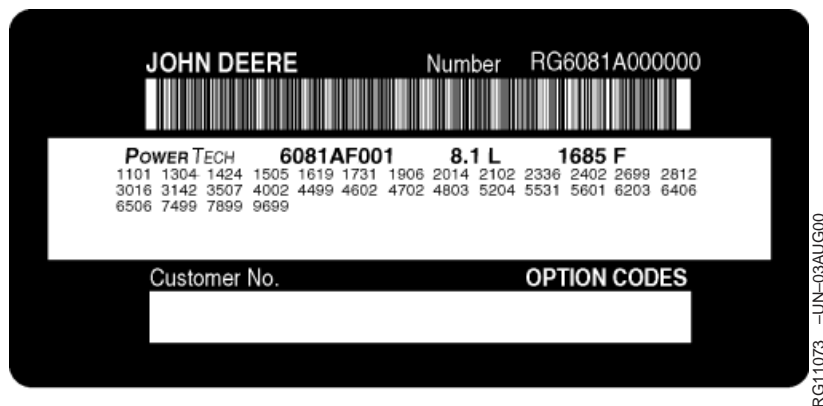 JOHN DEERE Number RG6081A000000
POWERTECH 6081AF001 8.1 L 1685 F
1101 1304 1424 1505 1619 1731 1906 2014 2102 2336 2402 2699 2812
3016 3142 3507 4002 4499 4602 4702 4803 5204 5531 5601 6203 6406
6506 7499 7899 9699
Customer No. OPTION CODES
RG11073 –UN–03AUG00